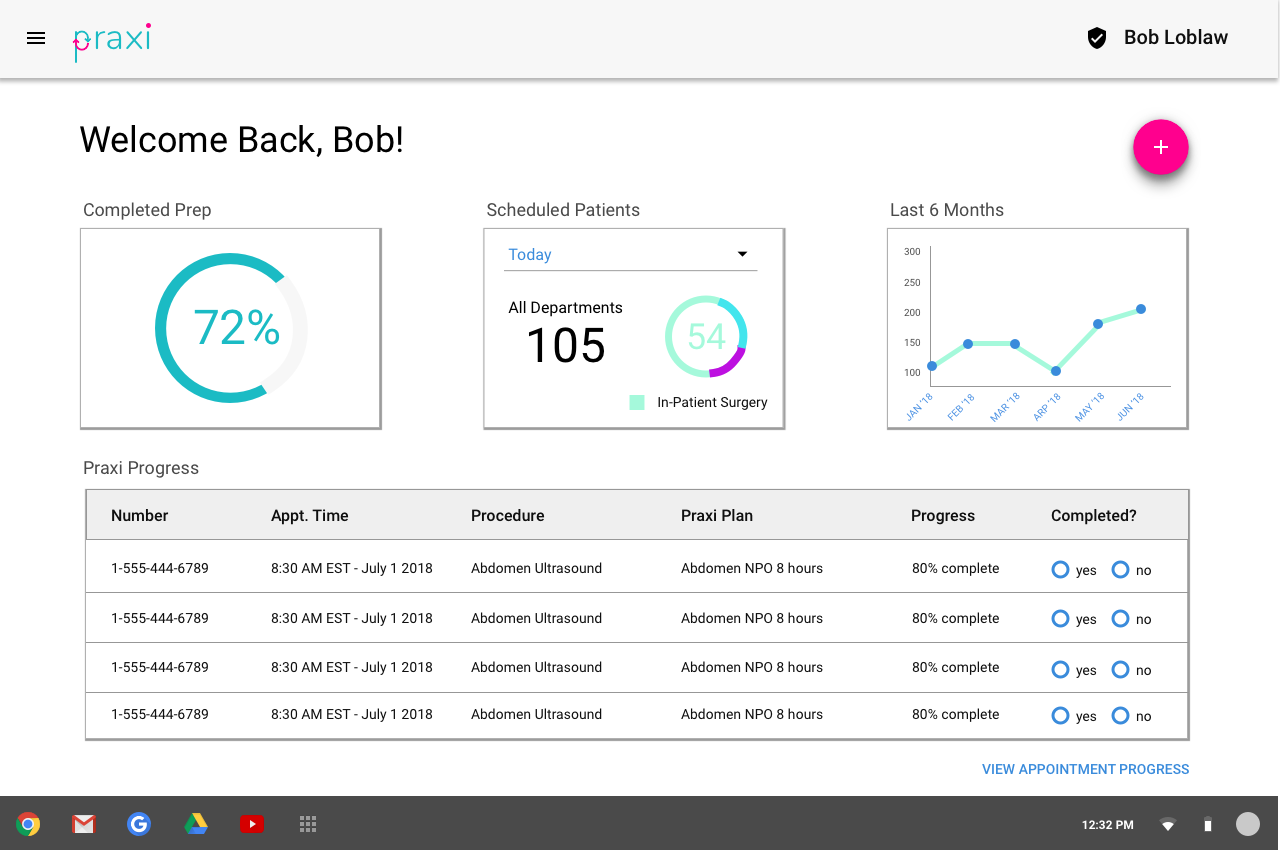 praxi
Bob Loblaw
Welcome Back, Bob!
Completed Prep
72%
Scheduled Patients
Today
All Departments
105
54
In-Patient Surgery
Last 6 Months
300
250
200
150
100
JAN '18
FEB '18
MAR '18
ARP '18
MAY '18
JUN '18
Praxi Progress
Number Appt. Time Procedure Praxi Plan Progress Completed?
1-555-444-6789 8:30 AM EST - July 1 2018 Abdomen Ultrasound Abdomen NPO 8 hours 80% complete yes no
1-555-444-6789 8:30 AM EST - July 1 2018 Abdomen Ultrasound Abdomen NPO 8 hours 80% complete yes no
1-555-444-6789 8:30 AM EST - July 1 2018 Abdomen Ultrasound Abdomen NPO 8 hours 80% complete yes no
1-555-444-6789 8:30 AM EST - July 1 2018 Abdomen Ultrasound Abdomen NPO 8 hours 80% complete yes no
VIEW APPOINTMENT PROGRESS
12:32 PM